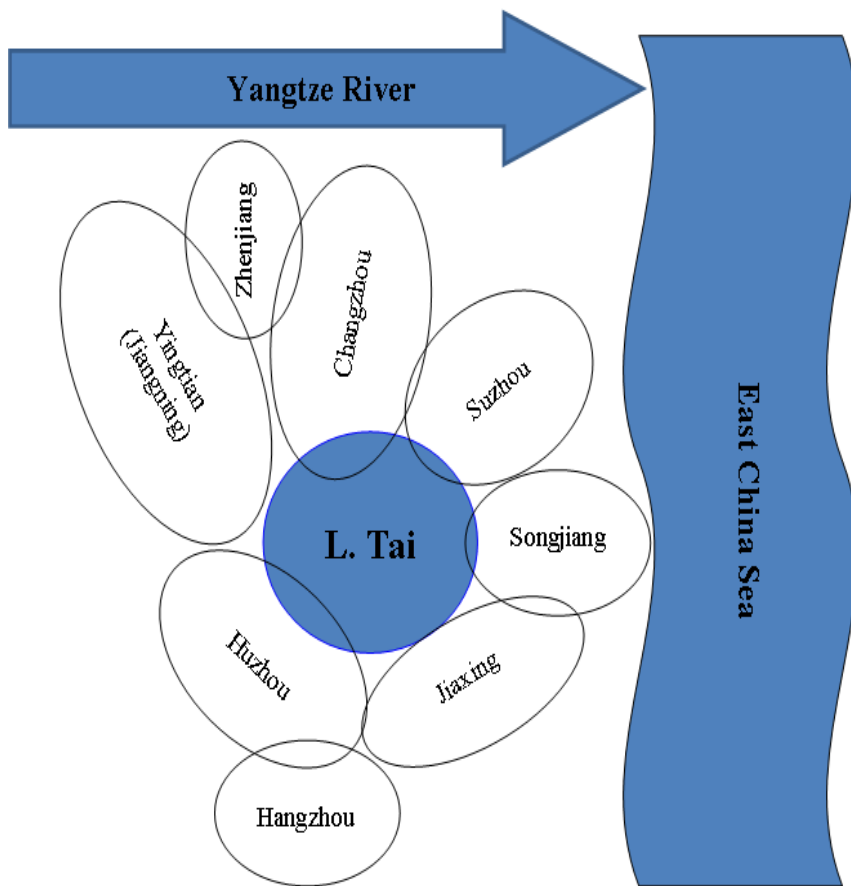 Yangtze River
Zhenjiang
Changzhou
Yingtian
(Jiangning)
Suzhou
East China Sea
L. Tai
Songjiang
Huzhou
Jiaxing
Hangzhou